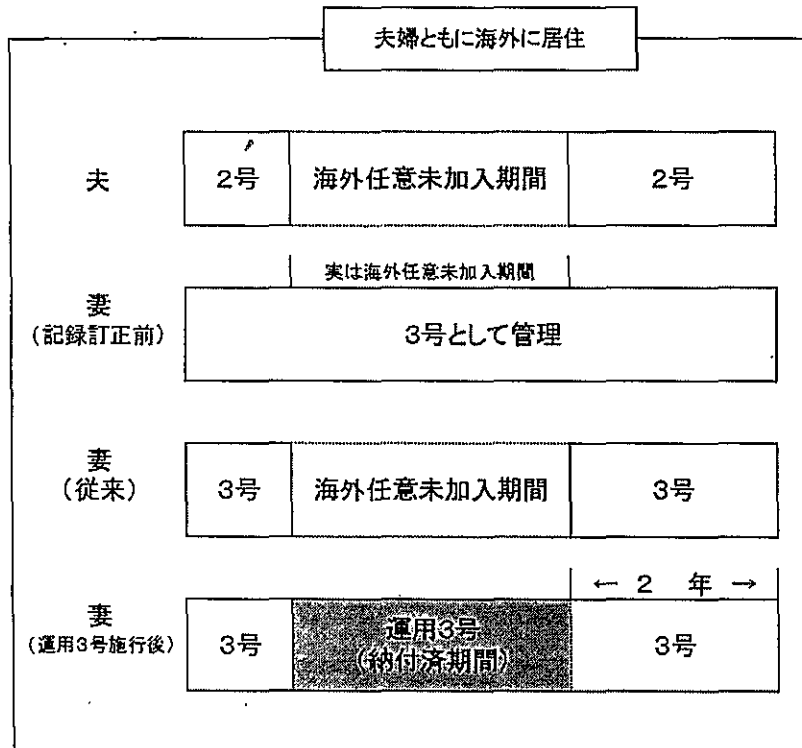 夫婦ともに海外に居住
夫
2号
海外任意未加入期間
2号
実は海外任意未加入期間
妻
(記録訂正前)
3号として管理
妻
(従来)
3号
海外任意未加入期間
3号
← 2 年 →
妻
(運用3号施行後)
3号
運用3号
(納付済期間)
3号